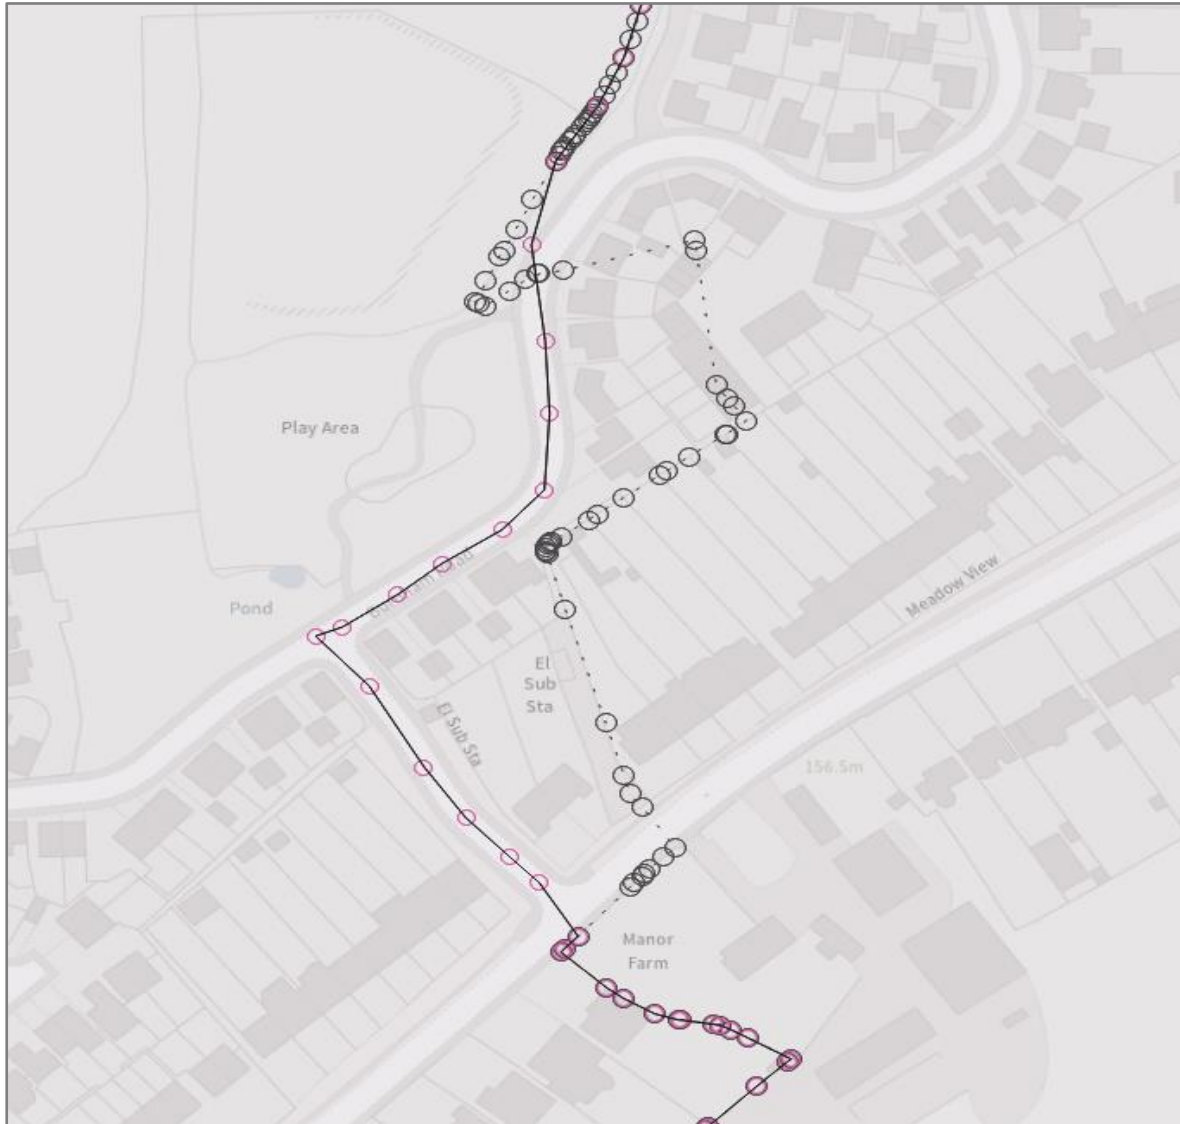 Play Area
Pond
Meadow View
El
Sub
Sta
El Sub Sta
156.5m
Manor
Farm